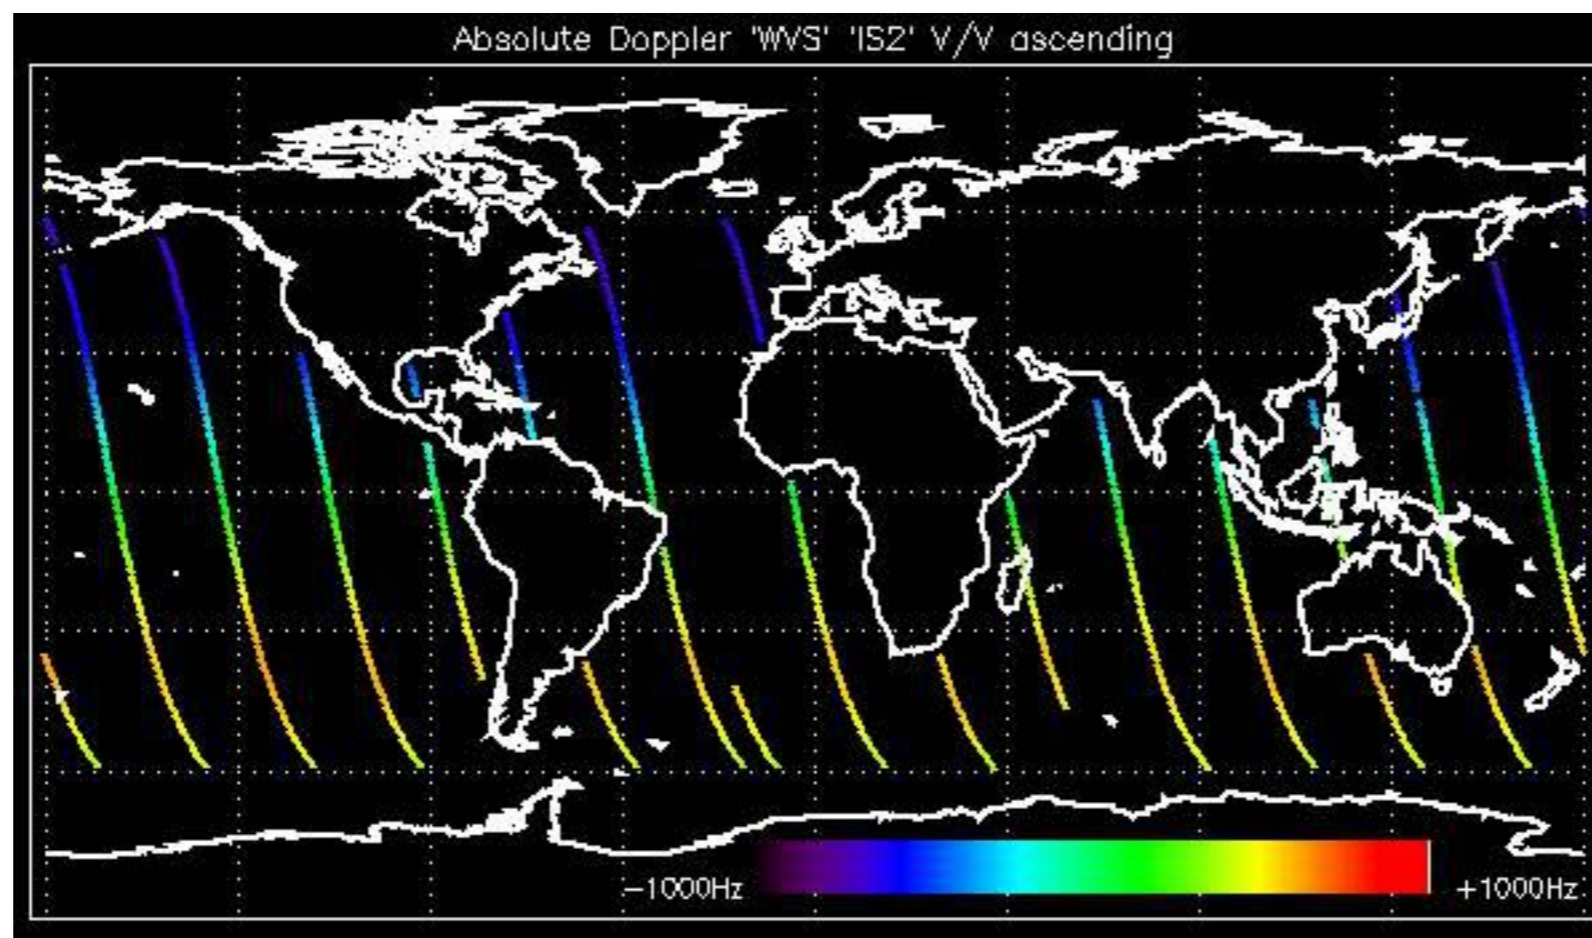 Absolute Doppler 'WVS' 'IS2' V/V ascending
-1000Hz +1000Hz